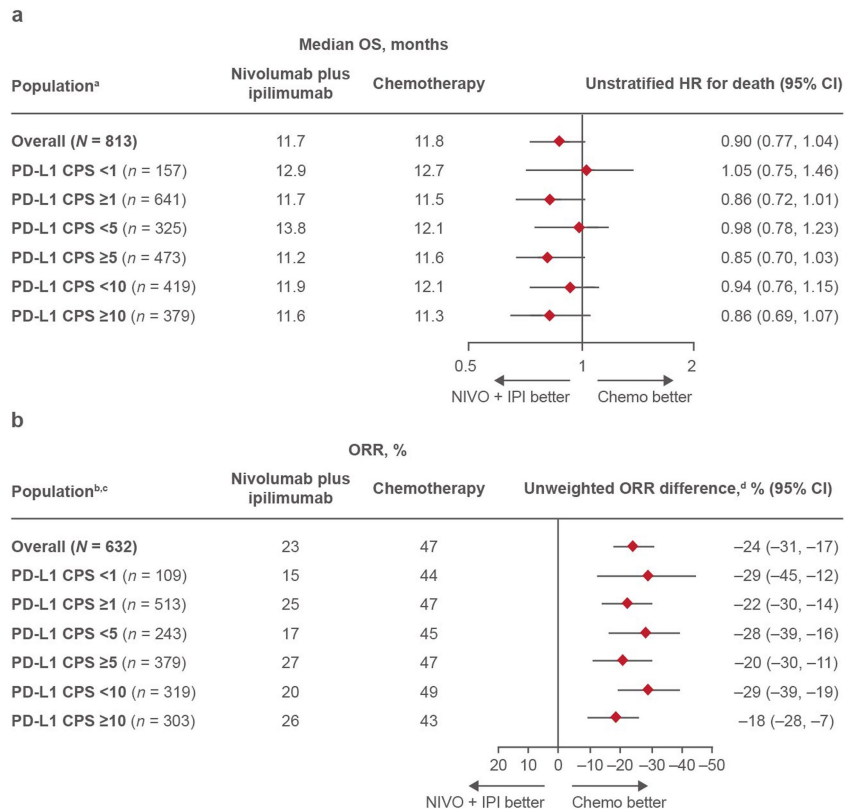 a
Median OS, months
Populationᵃ Nivolumab plus ipilimumab Chemotherapy Unstratified HR for death (95% CI)
Overall (N = 813) 11.7 11.8 0.90 (0.77, 1.04)
PD-L1 CPS <1 (n = 157) 12.9 12.7 1.05 (0.75, 1.46)
PD-L1 CPS ≥1 (n = 641) 11.7 11.5 0.86 (0.72, 1.01)
PD-L1 CPS <5 (n = 325) 13.8 12.1 0.98 (0.78, 1.23)
PD-L1 CPS ≥5 (n = 473) 11.2 11.6 0.85 (0.70, 1.03)
PD-L1 CPS <10 (n = 419) 11.9 12.1 0.94 (0.76, 1.15)
PD-L1 CPS ≥10 (n = 379) 11.6 11.3 0.86 (0.69, 1.07)
0.5 1 2
NIVO + IPI better Chemo better
b
ORR, %
Populationᵇ,ᶜ Nivolumab plus ipilimumab Chemotherapy Unweighted ORR difference,ᵈ % (95% CI)
Overall (N = 632) 23 47 –24 (–31, –17)
PD-L1 CPS <1 (n = 109) 15 44 –29 (–45, –12)
PD-L1 CPS ≥1 (n = 513) 25 47 –22 (–30, –14)
PD-L1 CPS <5 (n = 243) 17 45 –28 (–39, –16)
PD-L1 CPS ≥5 (n = 379) 27 47 –20 (–30, –11)
PD-L1 CPS <10 (n = 319) 20 49 –29 (–39, –19)
PD-L1 CPS ≥10 (n = 303) 26 43 –18 (–28, –7)
20 10 0 –10 –20 –30 –40 –50
NIVO + IPI better Chemo better